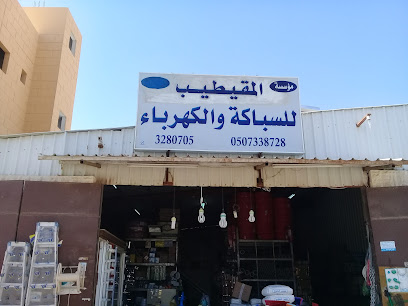 مؤسسة المقيطيب
للسباكة والكهرباء
3280705 0507338728